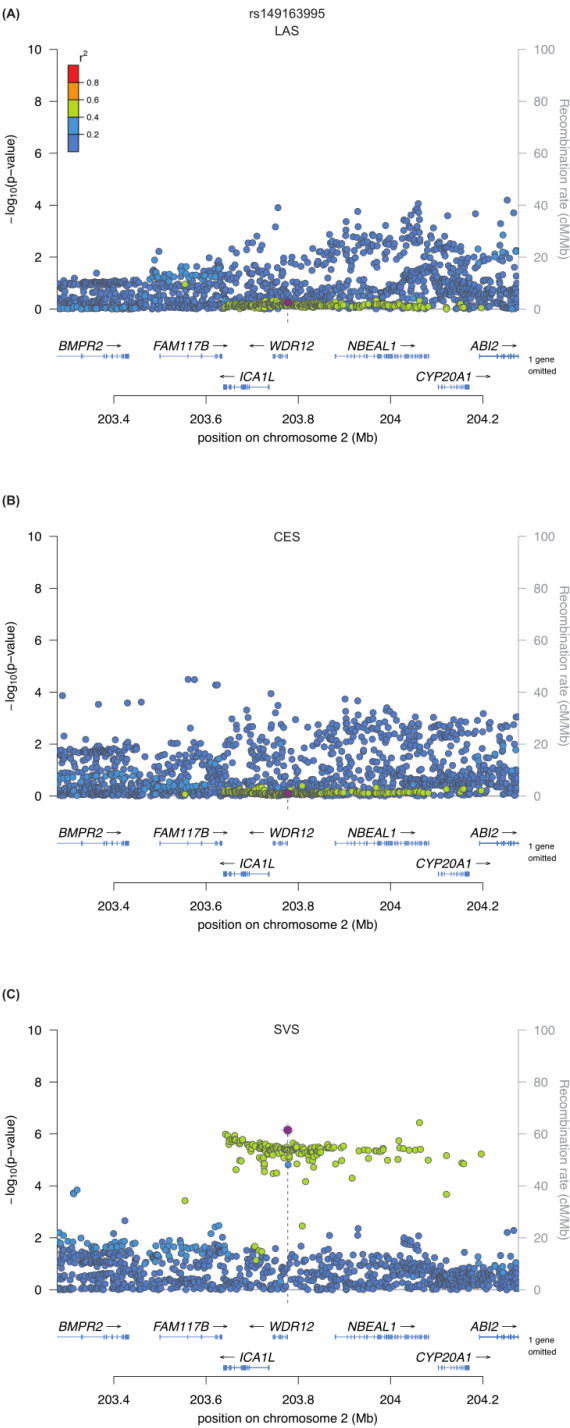 (A)
rs149163995
LAS
10
8
6
4
2
0
− log10(p−value)
100
80
60
40
20
0
Recombination rate (cM/Mb)
r2
0.8
0.6
0.4
0.2
BMPR2 → FAM117B → ← WDR12 NBEAL1 → ABI2 →
1 gene
omitted
← ICA1L CYP20A1 →
203.4 203.6 203.8 204 204.2
position on chromosome 2 (Mb)
(B)
CES
10
8
6
4
2
0
− log10(p−value)
100
80
60
40
20
0
Recombination rate (cM/Mb)
BMPR2 → FAM117B → ← WDR12 NBEAL1 → ABI2 →
1 gene
omitted
← ICA1L CYP20A1 →
203.4 203.6 203.8 204 204.2
position on chromosome 2 (Mb)
(C)
SVS
10
8
6
4
2
0
− log10(p−value)
100
80
60
40
20
0
Recombination rate (cM/Mb)
BMPR2 → FAM117B → ← WDR12 NBEAL1 → ABI2 →
1 gene
omitted
← ICA1L CYP20A1 →
203.4 203.6 203.8 204 204.2
position on chromosome 2 (Mb)